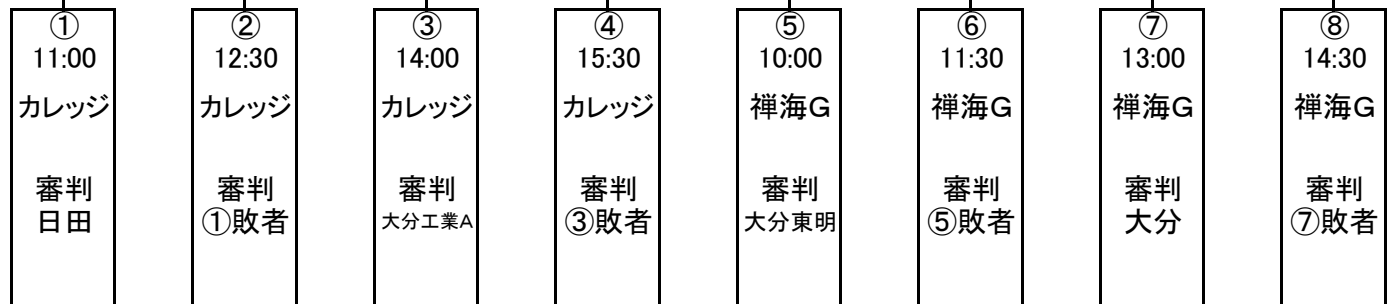 ① ② ③ ④ ⑤ ⑥ ⑦ ⑧
11:00 12:30 14:00 15:30 10:00 11:30 13:00 14:30
カレッジ カレッジ カレッジ カレッジ 禅海G 禅海G 禅海G 禅海G
審判 審判 審判 審判 審判 審判 審判 審判
日田 ①敗者 大分工業A ③敗者 大分東明 ⑤敗者 大分 ⑦敗者